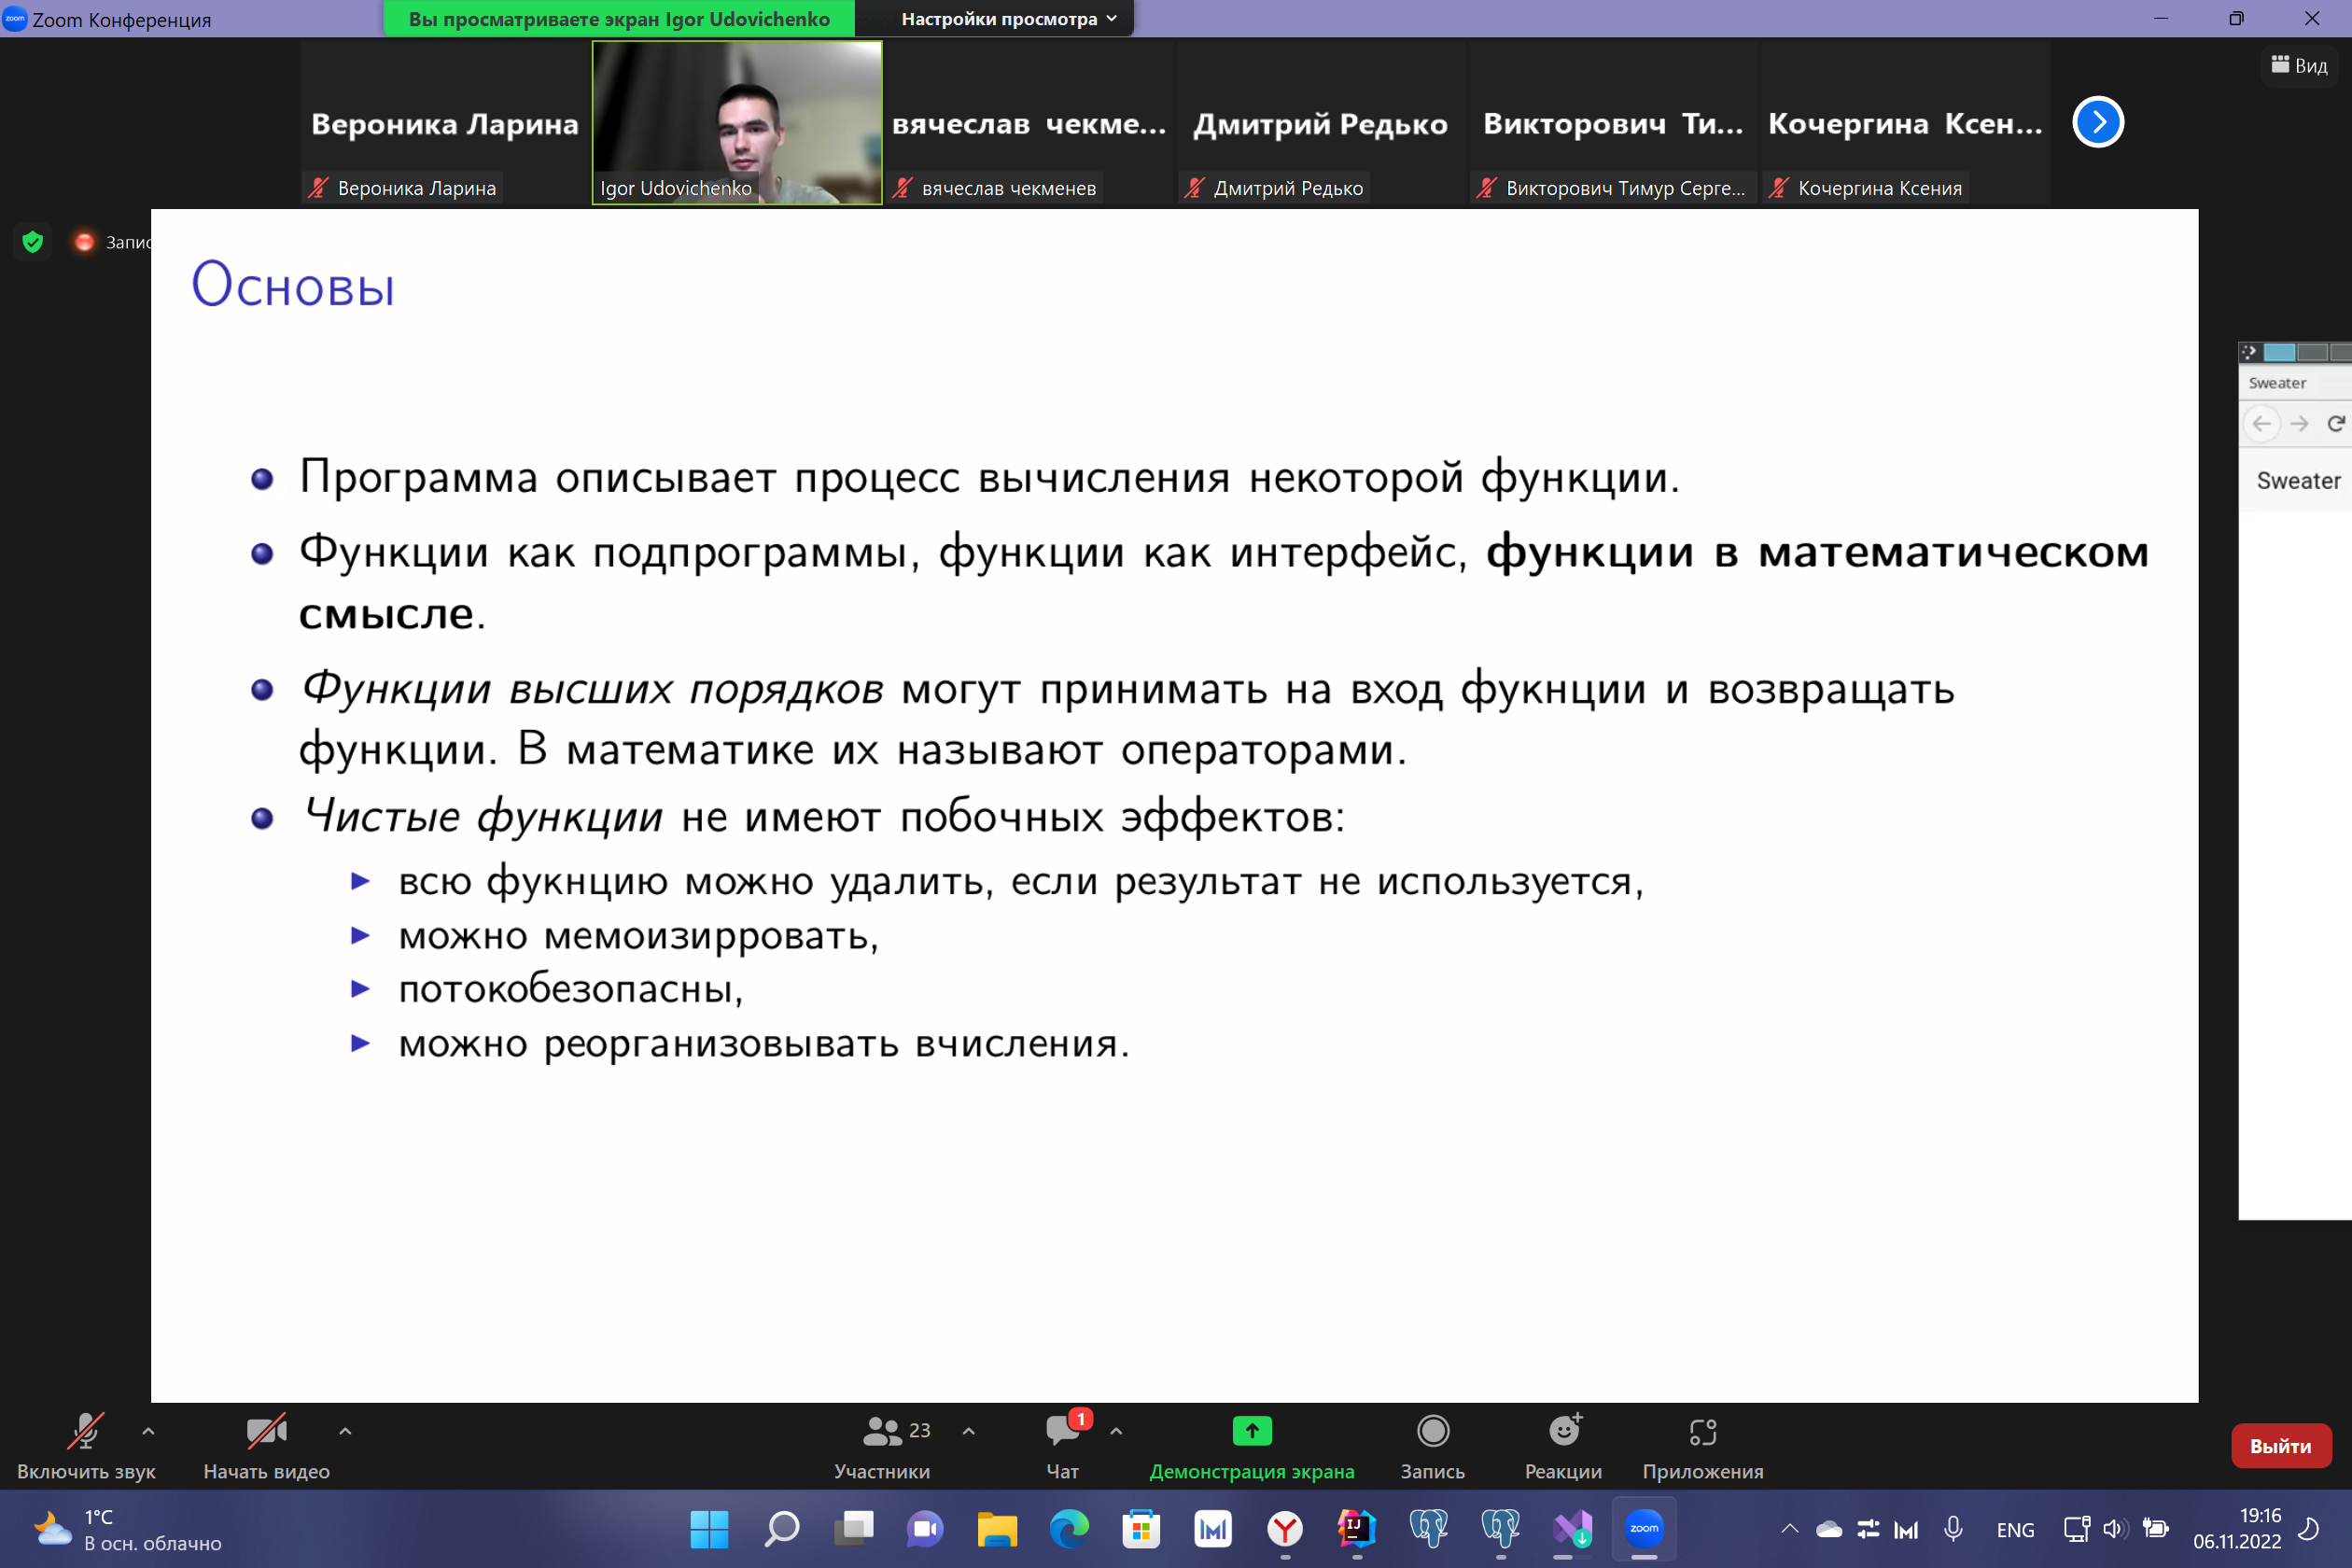 Zoom Конференция
Вы просматриваете экран Igor Udovichenko
Настройки просмотра
Вид
Вероника Ларина
вячеслав чекме...
Дмитрий Редько
Викторович Ти...
Кочергина Ксен...
Вероника Ларина
Igor Udovichenko
вячеслав чекменев
Дмитрий Редько
Викторович Тимур Серге...
Кочергина Ксения
Запис
Основы
Программа описывает процесс вычисления некоторой функции.
Функции как подпрограммы, функции как интерфейс, функции в математическом
смысле.
Функции высших порядков могут принимать на вход фукнции и возвращать
функции. В математике их называют операторами.
Чистые функции не имеют побочных эффектов:
всю фукнцию можно удалить, если результат не используется,
можно мемоизирровать,
потокобезопасны,
можно реорганизовывать вчисления.
Sweater
Sweater
23
1
Включить звук
Начать видео
Участники
Чат
Демонстрация экрана
Запись
Реакции
Приложения
Выйти
1°C
В осн. облачно
zoom
ENG
19:16
06.11.2022